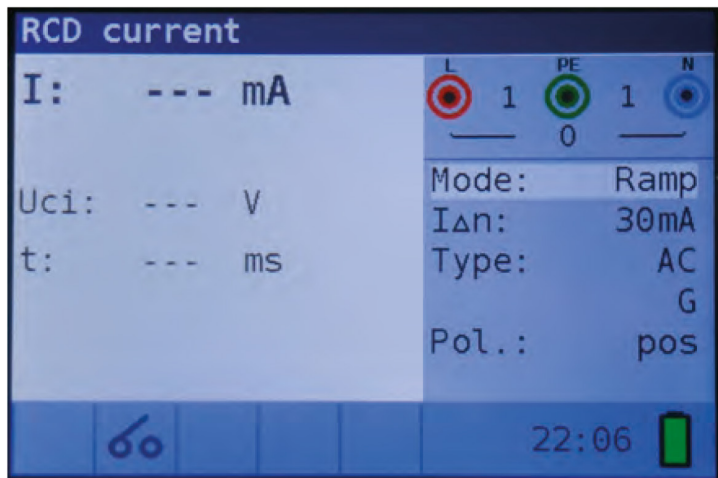 RCD current
I: --- mA
Uci: --- V
t: --- ms
L PE N
1 1
0
Mode: Ramp
IΔn: 30mA
Type: AC
G
Pol.: pos
22:06